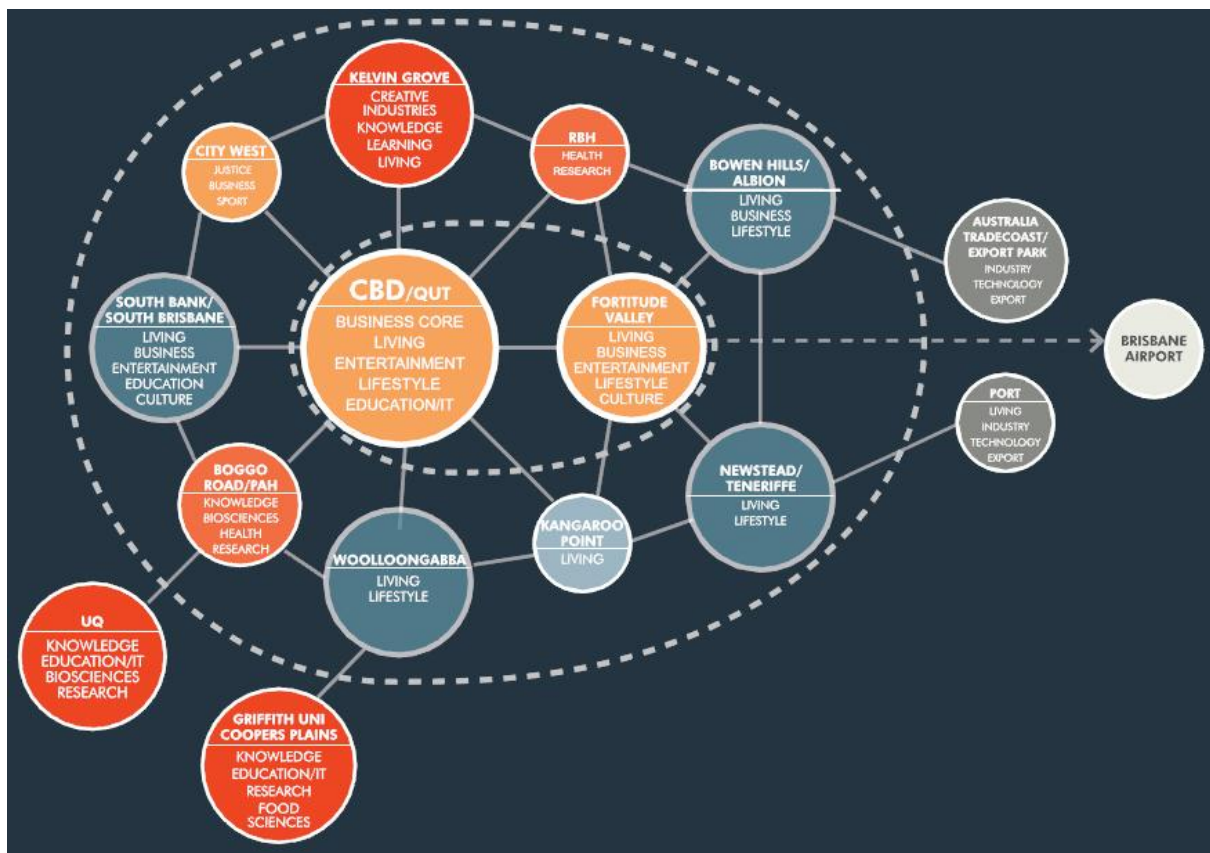 KELVIN GROVE
CREATIVE
INDUSTRIES
KNOWLEDGE
LEARNING
LIVING
CITY WEST
JUSTICE
BUSINESS
SPORT
RBH
HEALTH
RESEARCH
BOWEN HILLS/
ALBION
LIVING
BUSINESS
LIFESTYLE
AUSTRALIA
TRADECOAST/
EXPORT PARK
INDUSTRY
TECHNOLOGY
EXPORT
SOUTH BANK/
SOUTH BRISBANE
LIVING
BUSINESS
ENTERTAINMENT
EDUCATION
CULTURE
CBD/QUT
BUSINESS CORE
LIVING
ENTERTAINMENT
LIFESTYLE
EDUCATION/IT
FORTITUDE
VALLEY
LIVING
BUSINESS
ENTERTAINMENT
LIFESTYLE
CULTURE
BRISBANE
AIRPORT
PORT
LIVING
INDUSTRY
TECHNOLOGY
EXPORT
BOGGO
ROAD/PAH
KNOWLEDGE
BIOSCIENCES
HEALTH
RESEARCH
WOOLLOONGABBA
LIVING
LIFESTYLE
KANGAROO
POINT
LIVING
NEWSTEAD/
TENERIFFE
LIVING
LIFESTYLE
UQ
KNOWLEDGE
EDUCATION/IT
BIOSCIENCES
RESEARCH
GRIFFITH UNI
COOPERS PLAINS
KNOWLEDGE
EDUCATION/IT
RESEARCH
FOOD
SCIENCES